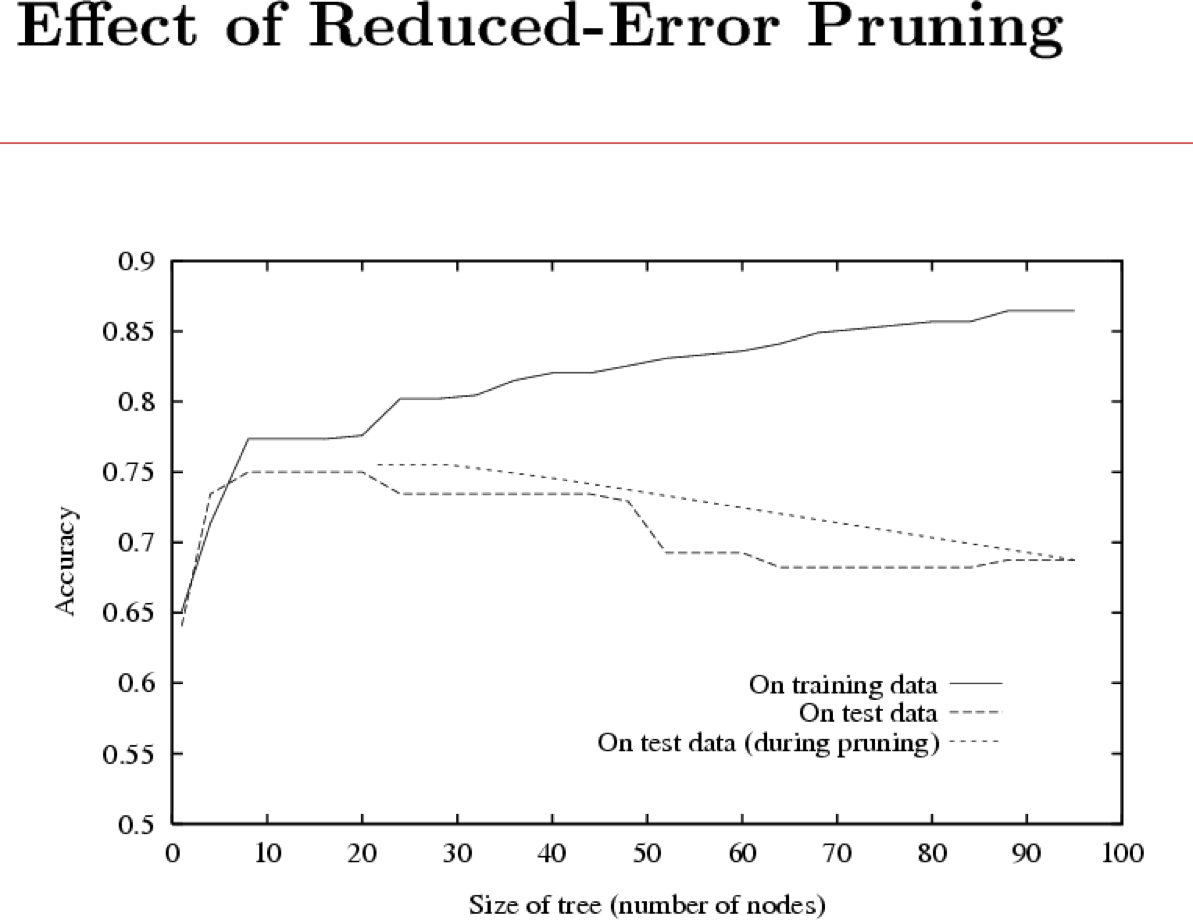 Effect of Reduced-Error Pruning
0.9
0.85
0.8
0.75
0.7
0.65
0.6
0.55
0.5
Accuracy
On training data
On test data
On test data (during pruning)
0 10 20 30 40 50 60 70 80 90 100
Size of tree (number of nodes)